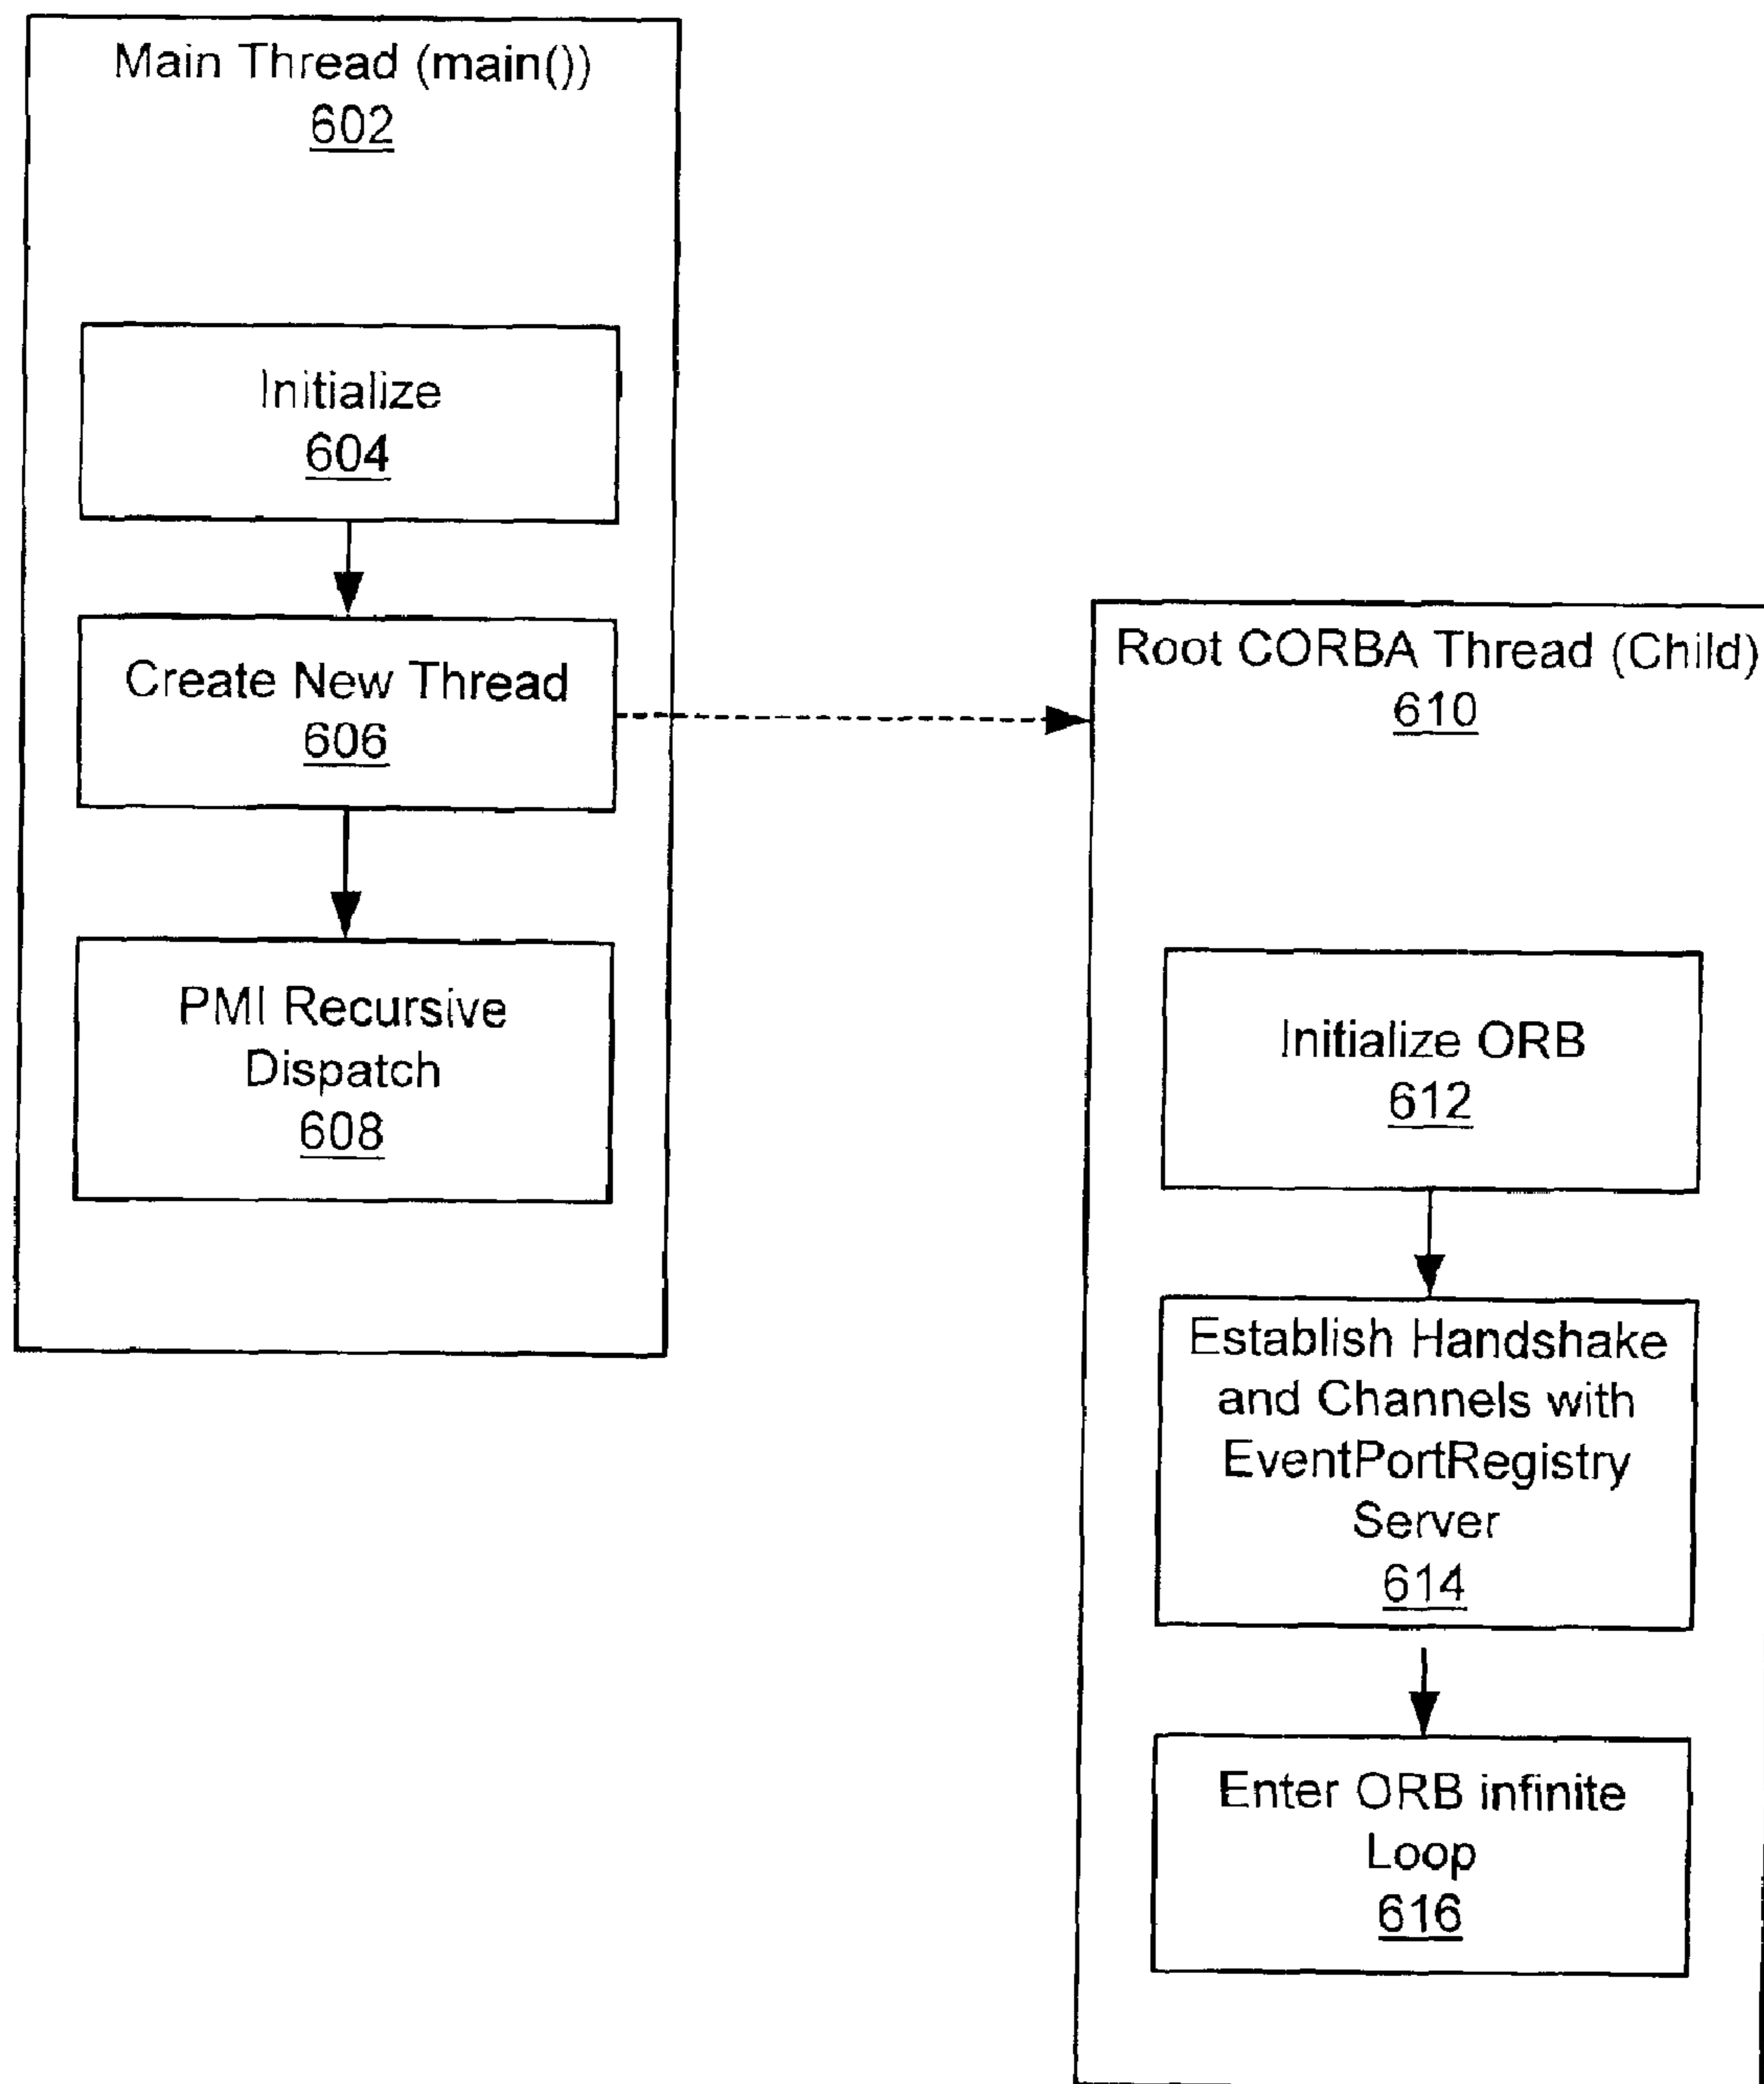 Main Thread (main())
602
Initialize
604
Create New Thread
606
PMI Recursive
Dispatch
608
Root CORBA Thread (Child)
610
Initialize ORB
612
Establish Handshake
and Channels with
EventPortRegistry
Server
614
Enter ORB infinite
Loop
616